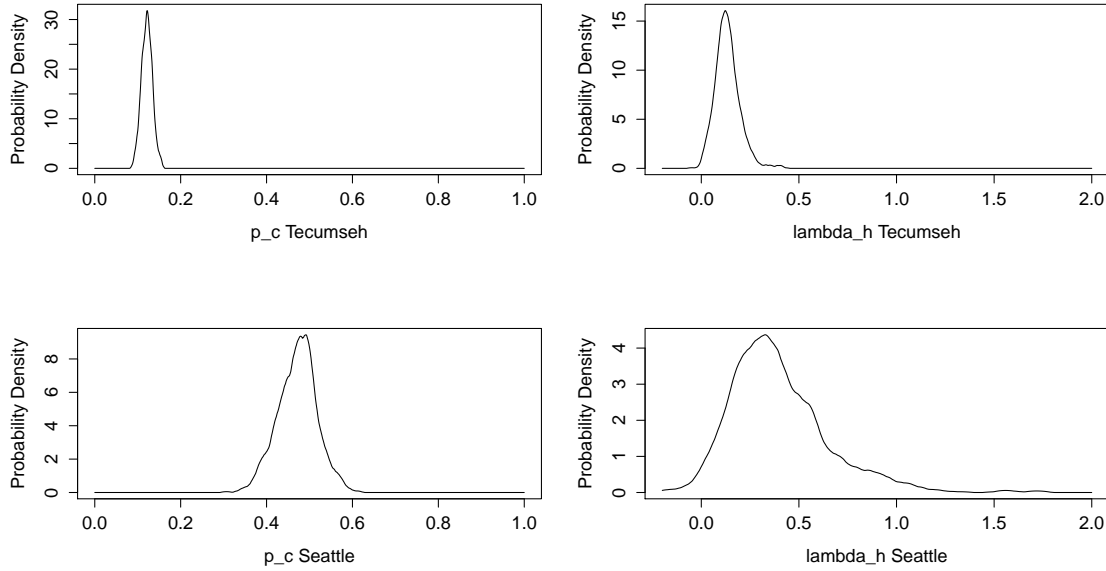 Probability Density
30
20
10
0
0.0 0.2 0.4 0.6 0.8 1.0
p_c Tecumseh
Probability Density
15
10
5
0
0.0 0.5 1.0 1.5 2.0
lambda_h Tecumseh
Probability Density
8
6
4
2
0
0.0 0.2 0.4 0.6 0.8 1.0
p_c Seattle
Probability Density
4
3
2
1
0
0.0 0.5 1.0 1.5 2.0
lambda_h Seattle